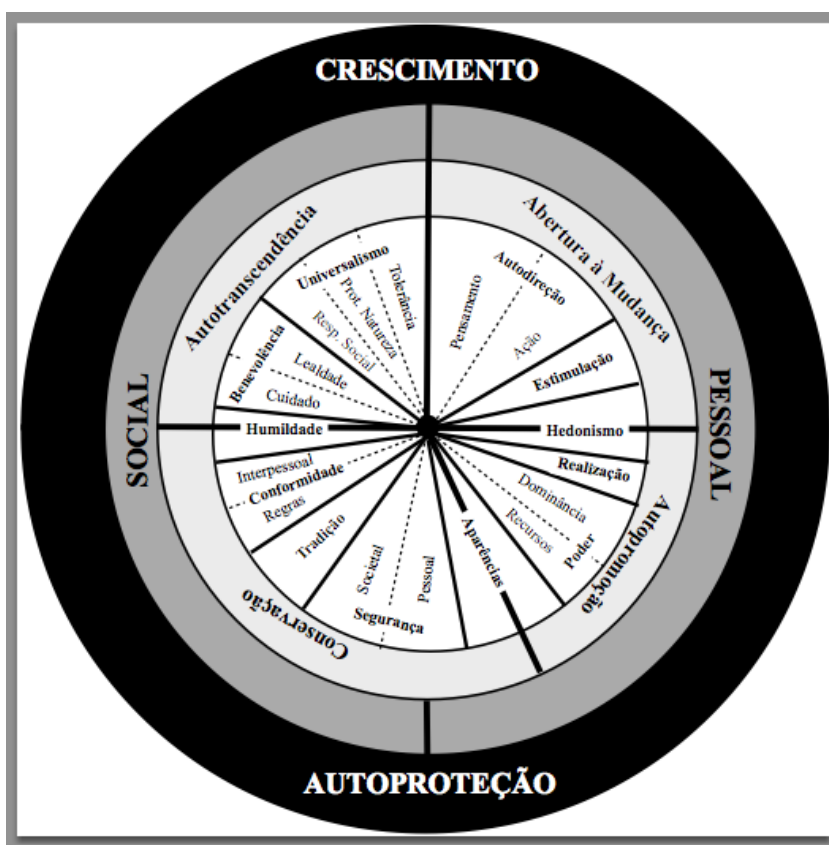 CRESCIMENTO
SOCIAL
PESSOAL
AUTOPROTEÇÃO
Autotranscendência
Abertura à Mudança
Conservação
Autopromoção
Universalismo
Tolerância
Prot. Natureza
Resp. Social
Benevolência
Lealdade
Cuidado
Humildade
Interpessoal
Conformidade
Regras
Tradição
Societal
Segurança
Pessoal
Aparências
Poder
Recursos
Dominância
Realização
Hedonismo
Estimulação
Ação
Autodireção
Pensamento